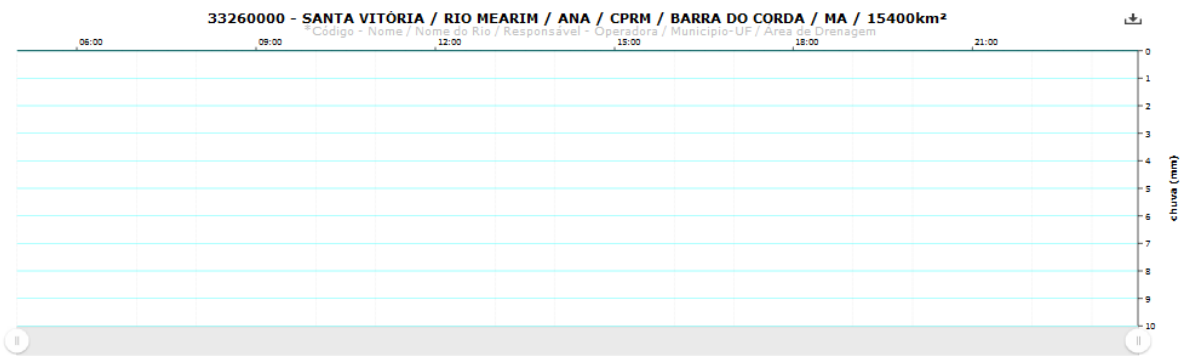 33260000 - SANTA VITÓRIA / RIO MEARIM / ANA / CPRM / BARRA DO CORDA / MA / 15400km²
*Código - Nome / Nome do Rio / Responsável - Operadora / Município-UF / Área de Drenagem
06:00 09:00 12:00 15:00 18:00 21:00
0
1
2
3
4
5
6
7
8
9
10
chuva (mm)